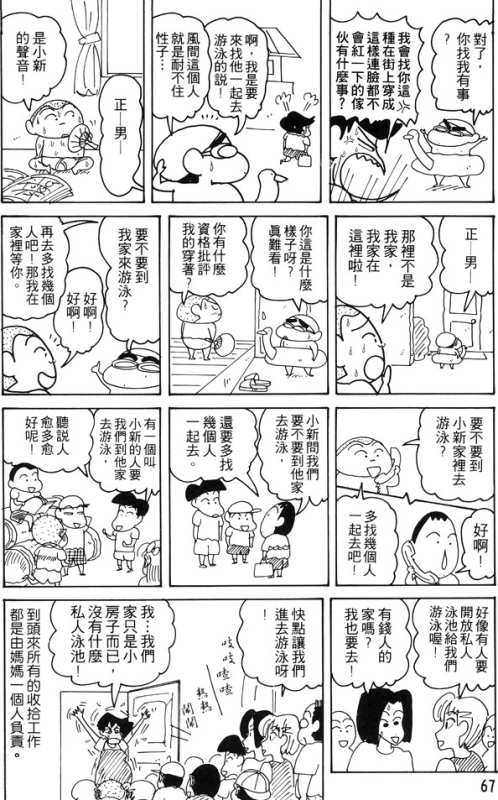 對了，
你找我有事
？
我會找你這
種在街上穿成
這樣連臉都不
會紅一下的傢
伙有什麼事？
啊，我是要
來找他一起去
游泳的說！
風間這個人
就是耐不住
性子…
正—男—
是小新
的聲音！
正—男—
那裡不是
我家，
我家在
這裡啦！
你這是什麼
樣子呀？
真難看！
你有什麼
資格批評
我的穿著？
要不要到
我家來游泳？
好啊！
好啊！
再去多找幾個
人吧！那我在
家裡等你。
要不要到
小新家裡去
游泳？
好啊！
多找幾個人
一起去吧！
小新問我們
要不要到他家
去游泳，
還要多找
幾個人
一起去。
有一個叫
小新的人要
我們到他家
去游泳，
聽說人
愈多愈
好呢！
好像有人要
開放私人
泳池給我們
游泳喔！
有錢人的
家嗎？
我也要去！
快點讓我們
進去游泳呀
！
吱吱喳喳
鬧鬧
我…我們
家只是小
房子而已，
沒有什麼
私人泳池！
到頭來所有的收拾工作
都是由媽媽一個人負責。
67